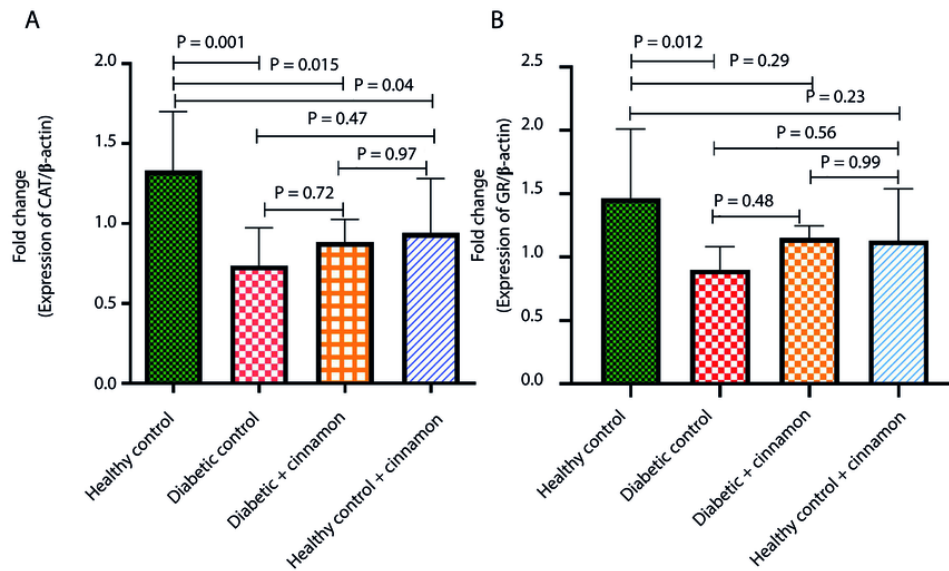 A
P = 0.001
P = 0.015
P = 0.04
P = 0.47
P = 0.97
P = 0.72
2.0
1.5
1.0
0.5
0.0
Fold change
(Expression of CAT/β-actin)
Healthy control
Diabetic control
Diabetic + cinnamon
Healthy control + cinnamon
B
P = 0.012
P = 0.29
P = 0.23
P = 0.56
P = 0.99
P = 0.48
2.5
2.0
1.5
1.0
0.5
0.0
Fold change
(Expression of GR/β-actin)
Healthy control
Diabetic control
Diabetic + cinnamon
Healthy control + cinnamon